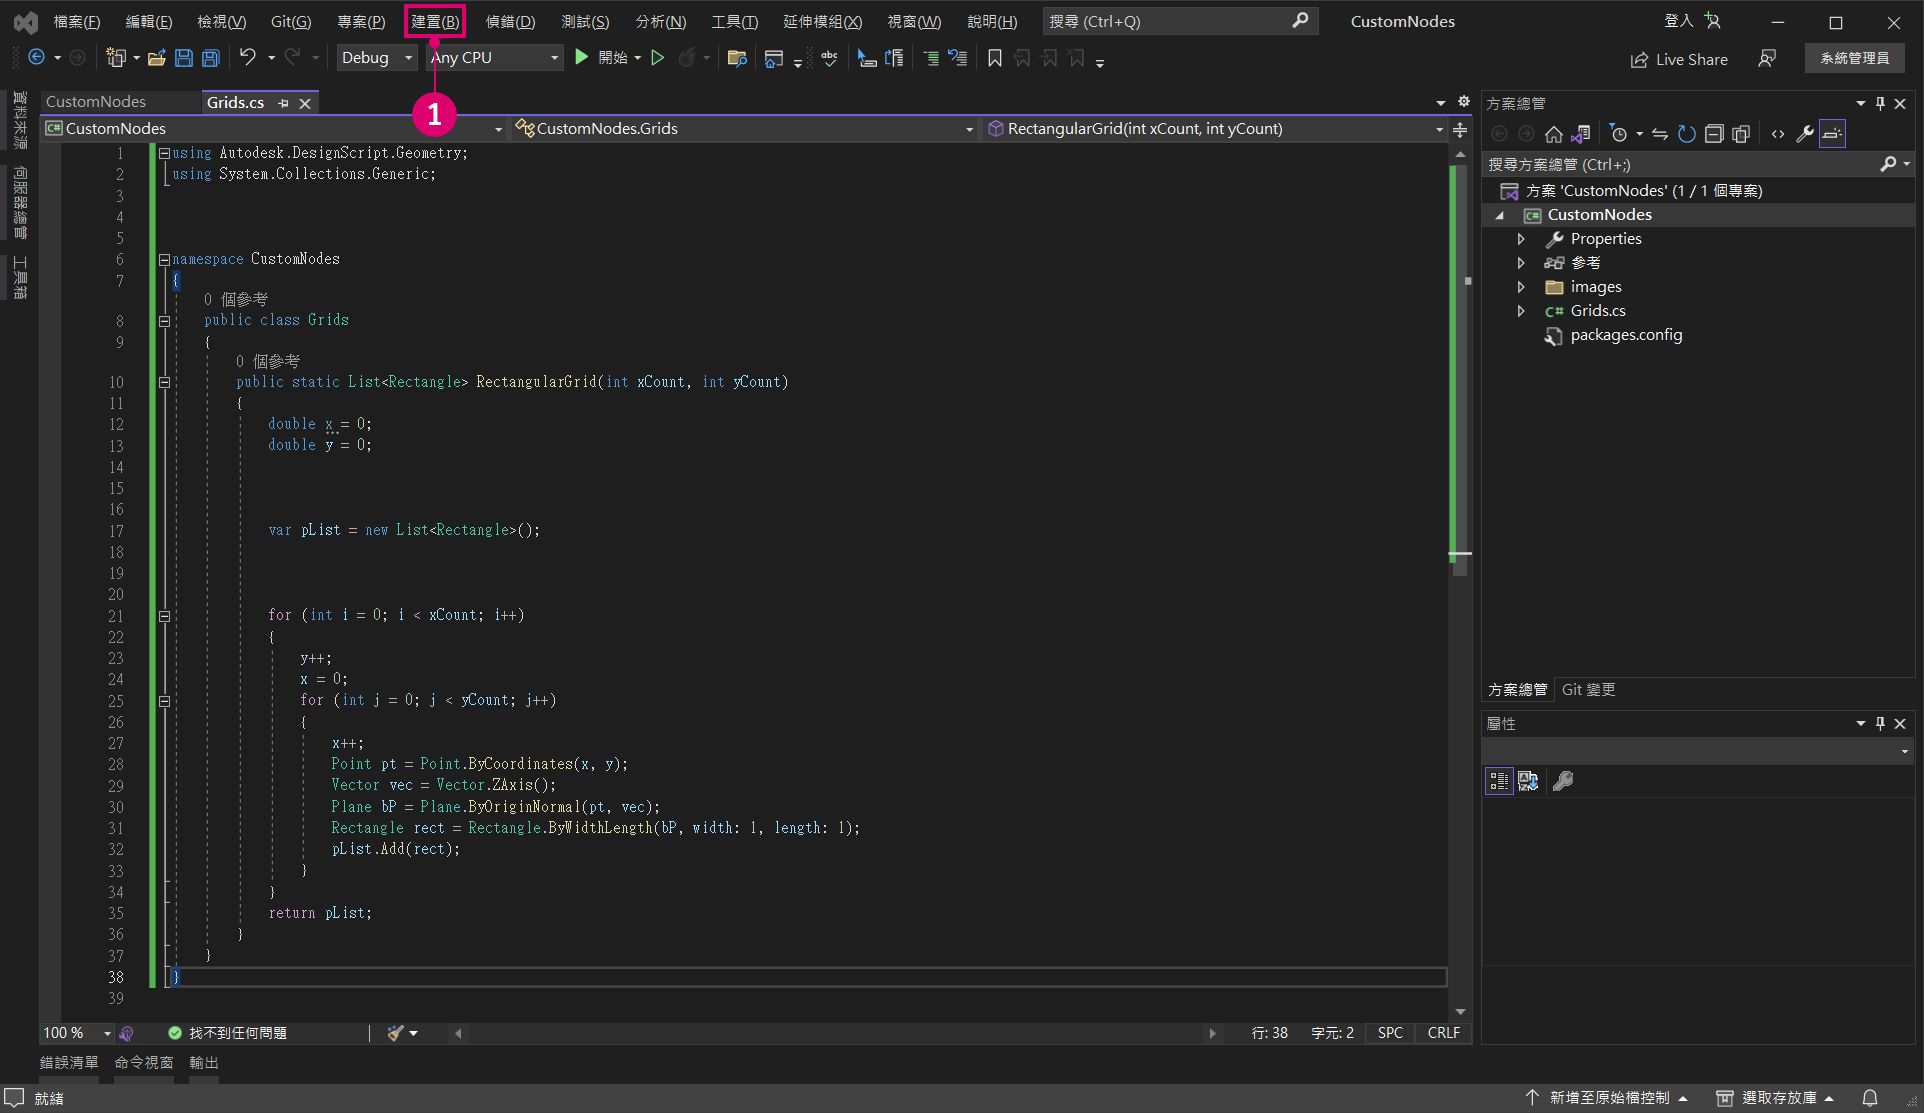 檔案(F) 編輯(E) 檢視(V) Git(G) 專案(P) 建置(B) 偵錯(D) 測試(S) 分析(N) 工具(T) 延伸模組(X) 視窗(W) 說明(H) 搜尋 (Ctrl+Q) CustomNodes 登入
Debug Any CPU 開始 Live Share 系統管理員
1
資料來源
伺服器總管
工具箱
CustomNodes Grids.cs
CustomNodes CustomNodes.Grids RectangularGrid(int xCount, int yCount)
1 using Autodesk.DesignScript.Geometry;
2 using System.Collections.Generic;
3
4
5
6 namespace CustomNodes
7 {
0 個參考
8 public class Grids
9 {
0 個參考
10 public static List<Rectangle> RectangularGrid(int xCount, int yCount)
11 {
12 double x = 0;
13 double y = 0;
14
15
16
17 var pList = new List<Rectangle>();
18
19
20
21 for (int i = 0; i < xCount; i++)
22 {
23 y++;
24 x = 0;
25 for (int j = 0; j < yCount; j++)
26 {
27 x++;
28 Point pt = Point.ByCoordinates(x, y);
29 Vector vec = Vector.ZAxis();
30 Plane bP = Plane.ByOriginNormal(pt, vec);
31 Rectangle rect = Rectangle.ByWidthLength(bP, width: 1, length: 1);
32 pList.Add(rect);
33 }
34 }
35 return pList;
36 }
37 }
38 }
39
100 % 找不到任何問題 行: 38 字元: 2 SPC CRLF
錯誤清單 命令視窗 輸出
方案總管
搜尋方案總管 (Ctrl+;)
方案 'CustomNodes' (1 / 1 個專案)
CustomNodes
Properties
參考
images
Grids.cs
packages.config
方案總管 Git 變更
屬性
就緒 新增至原始檔控制 選取存放庫